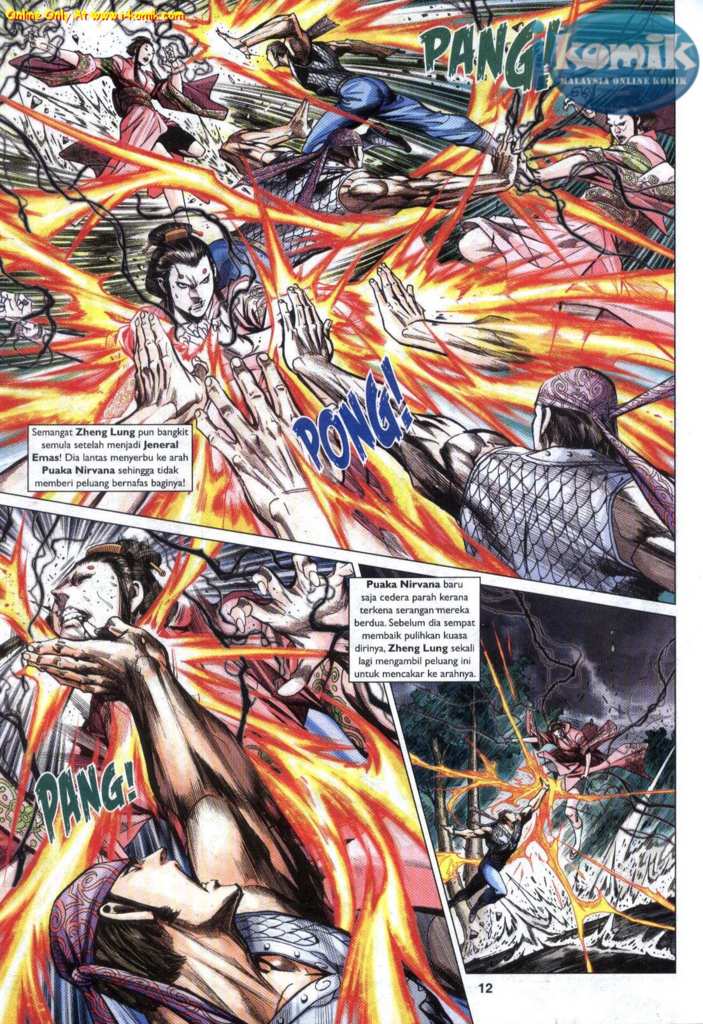 Online Only At www.i-komik.com
PANG!
ikomik
MALAYSIA ONLINE KOMIK
PONG!
Semangat Zheng Lung pun bangkit
semula setelah menjadi Jeneral
Emas! Dia lantas menyerbu ke arah
Puaka Nirvana sehingga tidak
memberi peluang bernafas baginya!
Puaka Nirvana baru
saja cedera parah kerana
terkena serangan mereka
berdua. Sebelum dia sempat
membaik pulihkan kuasa
dirinya, Zheng Lung sekali
lagi mengambil peluang ini
untuk mencakar ke arahnya.
PANG!
12